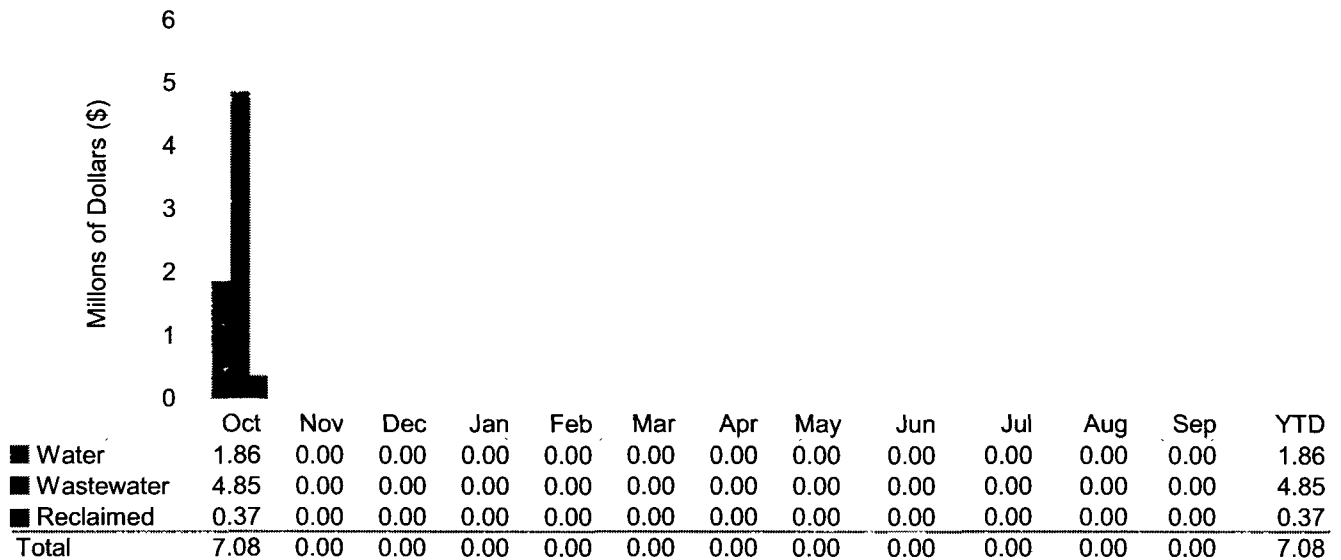 6
5
4
3
2
1
0
Millons of Dollars ($)
Oct Nov Dec Jan Feb Mar Apr May Jun Jul Aug Sep YTD
Water 1.86 0.00 0.00 0.00 0.00 0.00 0.00 0.00 0.00 0.00 0.00 0.00 1.86
Wastewater 4.85 0.00 0.00 0.00 0.00 0.00 0.00 0.00 0.00 0.00 0.00 0.00 4.85
Reclaimed 0.37 0.00 0.00 0.00 0.00 0.00 0.00 0.00 0.00 0.00 0.00 0.00 0.37
Total 7.08 0.00 0.00 0.00 0.00 0.00 0.00 0.00 0.00 0.00 0.00 0.00 7.08